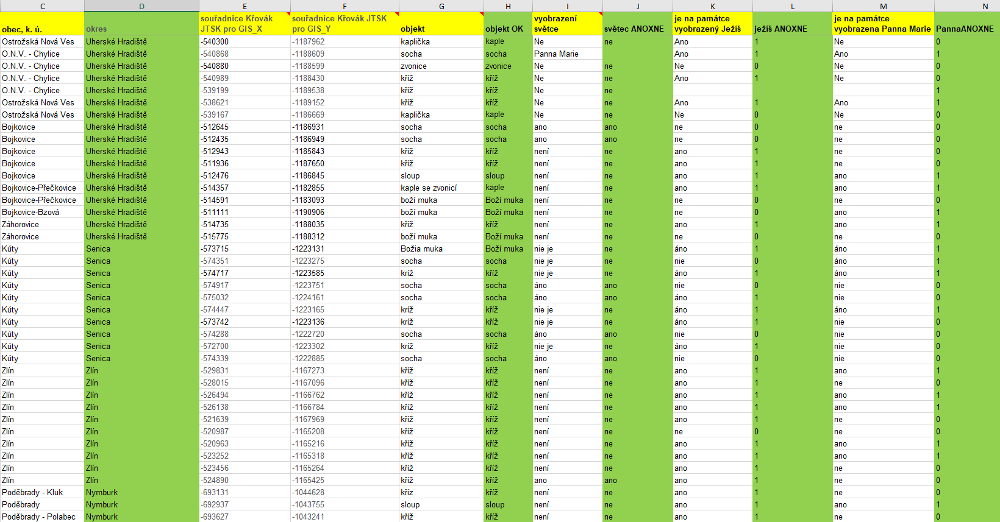 C D E F G H I J K L M N
obec, k. ú. okres souřadnice Křovák JTSK pro GIS_X souřadnice Křovák JTSK pro GIS_Y objekt objekt OK vyobrazení světce světec ANOXNE je na památce vyobrazený Ježíš ježíš ANOXNE je na památce vyobrazena Panna Marie PannaANOXNE
Ostrožská Nová Ves Uherské Hradiště -540300 -1187962 kaplička kaple Ne ne Ano 1 Ne 0
O.N.V. - Chylice Uherské Hradiště -540868 -1188609 socha socha Panna Marie Ano 1 Ano 1
O.N.V. - Chylice Uherské Hradiště -540880 -1188599 zvonice zvonice Ne ne Ne 0 Ne 0
O.N.V. - Chylice Uherské Hradiště -540989 -1188430 kříž kříž Ne ne Ano 1 Ne 0
O.N.V. - Chylice Uherské Hradiště -539199 -1189538 kříž kříž Ne ne 1
Ostrožská Nová Ves Uherské Hradiště -538621 -1189152 kříž kříž Ne ne Ano 1 Ano 1
Ostrožská Nová Ves Uherské Hradiště -539167 -1186669 kaplička kaple Ne ne Ne 0 Ne 0
Bojkovice Uherské Hradiště -512645 -1186931 socha socha ano ano ne 0 ne 0
Bojkovice Uherské Hradiště -512435 -1186949 socha socha ano ano ne 0 ne 0
Bojkovice Uherské Hradiště -512943 -1185843 kříž kříž není ne ano 1 ne 0
Bojkovice Uherské Hradiště -511936 -1187650 kříž kříž není ne ano 1 ne 0
Bojkovice Uherské Hradiště -512476 -1186845 sloup sloup není ne ano 1 ano 1
Bojkovice-Přečkovice Uherské Hradiště -514357 -1182855 kaple se zvonicí kaple není ne ano 1 ano 1
Bojkovice-Přečkovice Uherské Hradiště -514591 -1183093 boží muka Boží muka není ne ne 0 ne 0
Bojkovice-Bzová Uherské Hradiště -511111 -1190906 boží muka Boží muka není ne ne 0 ano 1
Záhorovice Uherské Hradiště -514735 -1188035 kříž kříž není ne ano 1 ano 1
Záhorovice Uherské Hradiště -515775 -1188312 boží muka Boží muka není ne ne 0 ne 0
Kúty Senica -573715 -1223131 Božia muka Boží muka nie je ne áno 1 áno 1
Kúty Senica -574351 -1223275 socha socha nie je ne nie 0 áno 1
Kúty Senica -574717 -1223585 kríž kříž nie je ne áno 1 áno 1
Kúty Senica -574917 -1223751 socha socha áno ano nie 0 nie 0
Kúty Senica -575032 -1224161 socha socha áno ano áno 1 nie 0
Kúty Senica -574447 -1223165 kríž kříž nie je ne áno 1 áno 1
Kúty Senica -573742 -1223136 kríž kříž nie je ne áno 1 nie 0
Kúty Senica -574288 -1222720 socha socha áno ano nie 0 nie 0
Kúty Senica -572700 -1223302 kríž kříž nie je ne áno 1 nie 0
Kúty Senica -574339 -1222885 socha socha áno ano nie 0 nie 0
Zlín Zlín -529831 -1167273 kříž kříž není ne ano 1 ano 1
Zlín Zlín -528015 -1167096 kříž kříž není ne ano 1 ne 0
Zlín Zlín -526494 -1166762 kříž kříž není ne ano 1 ano 1
Zlín Zlín -526138 -1166784 kříž kříž není ne ano 1 ano 1
Zlín Zlín -521639 -1167969 kříž kříž není ne ano 1 ne 0
Zlín Zlín -520987 -1165208 kříž kříž není ne ne 0 ne 0
Zlín Zlín -520963 -1165216 kříž kříž není ne ano 1 ano 1
Zlín Zlín -523252 -1165318 kříž kříž není ne ano 1 ano 1
Zlín Zlín -523456 -1165264 kříž kříž není ne ano 1 ne 0
Zlín Zlín -524890 -1165425 kříž kříž ano ano ano 1 ne 0
Poděbrady - Kluk Nymburk -693131 -1044628 kříz kříž není ne ano 1 ne 0
Poděbrady Nymburk -692937 -1043755 sloup sloup není ne ano 1 ano 1
Poděbrady - Polabec Nymburk -693627 -1043241 kříž kříž není ne ano 1 ne 0